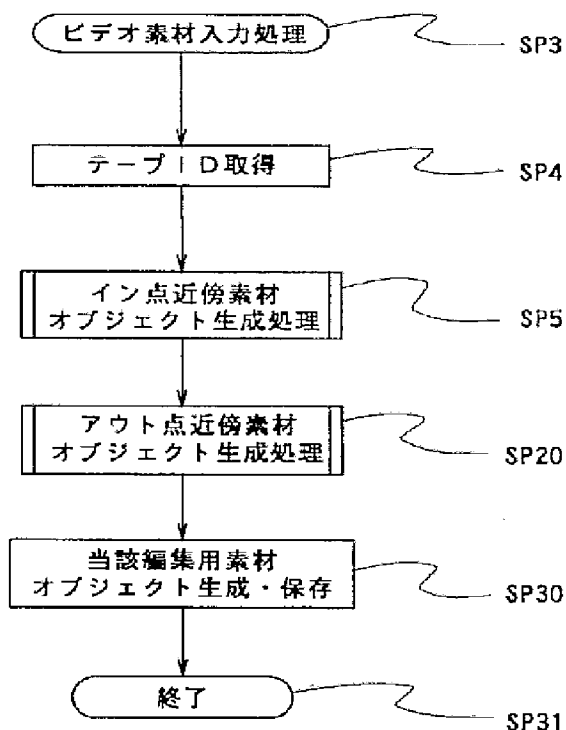 ビデオ素材入力処理
SP3
テープID取得
SP4
イン点近傍素材
オブジェクト生成処理
SP5
アウト点近傍素材
オブジェクト生成処理
SP20
当該編集用素材
オブジェクト生成・保存
SP30
終了
SP31